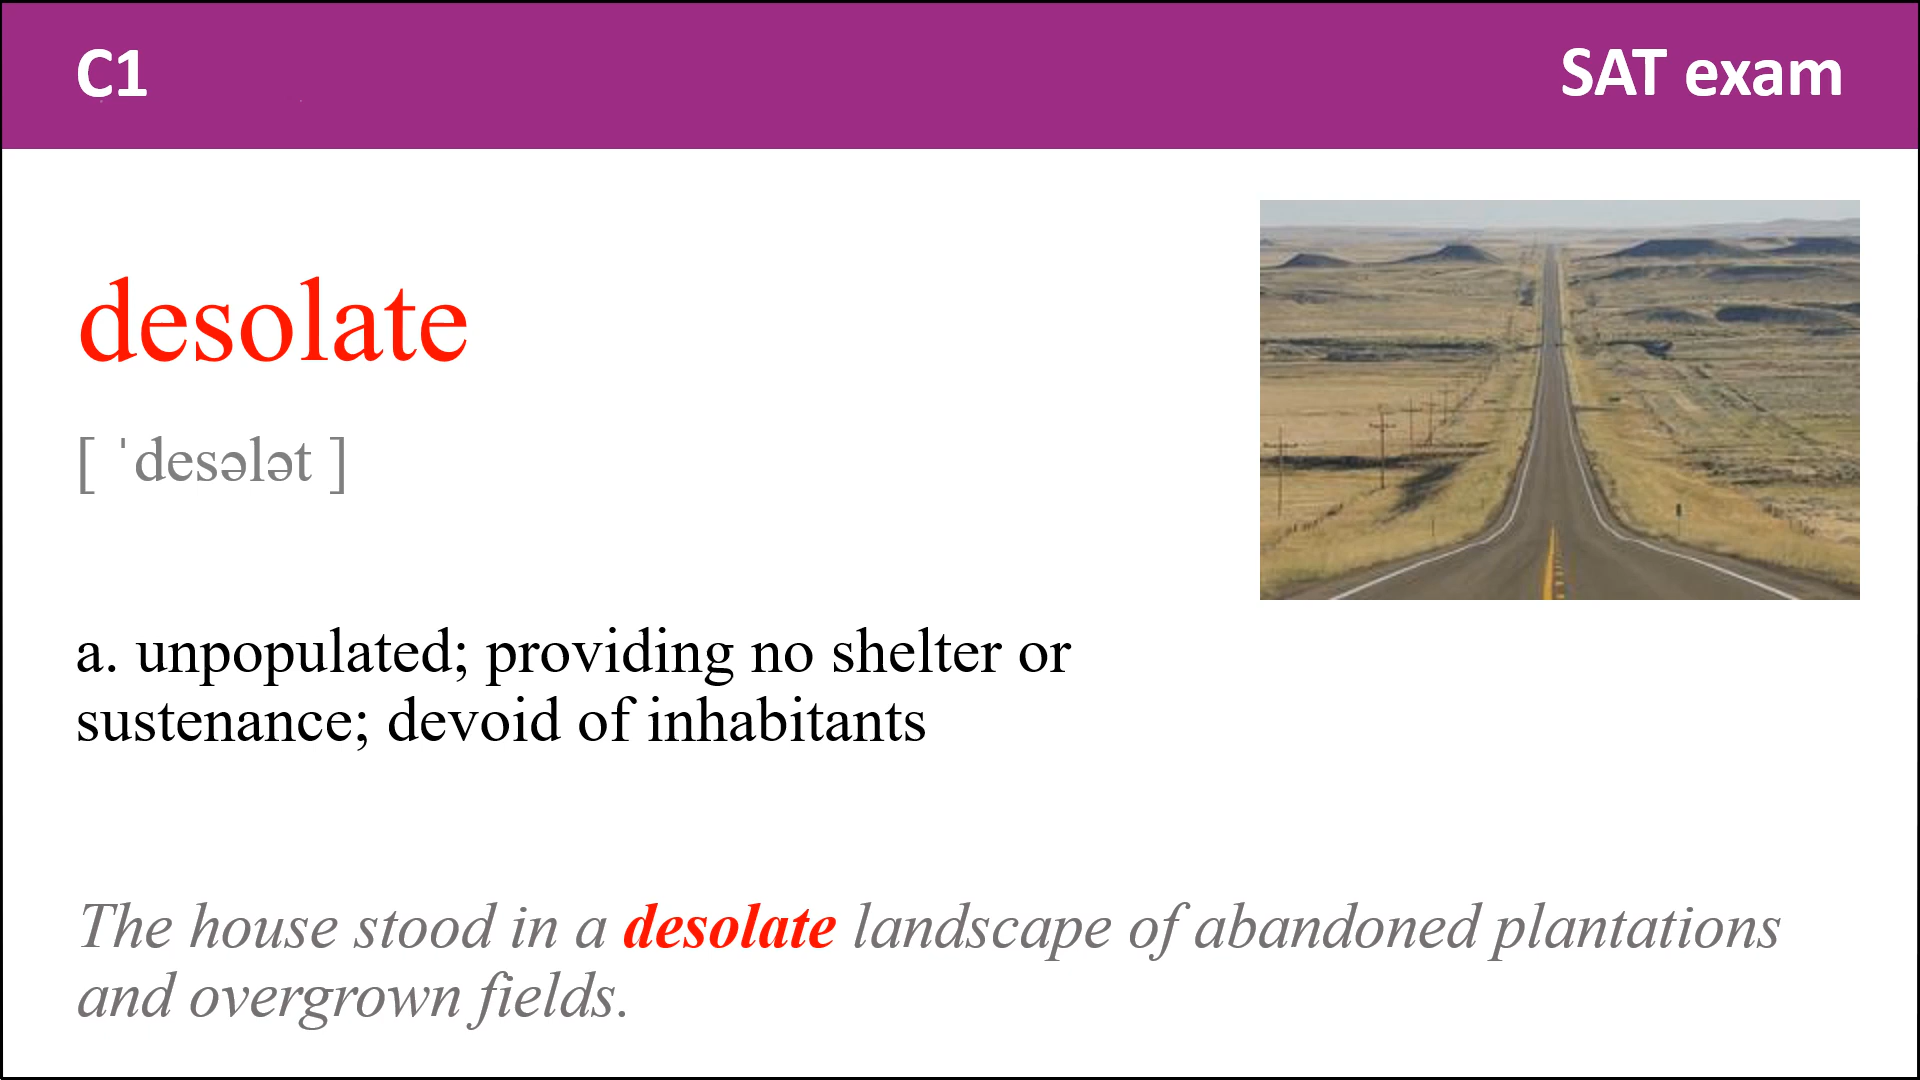 C1
SAT exam
desolate
[ ˈdesələt ]
a. unpopulated; providing no shelter or
sustenance; devoid of inhabitants
The house stood in a desolate landscape of abandoned plantations
and overgrown fields.